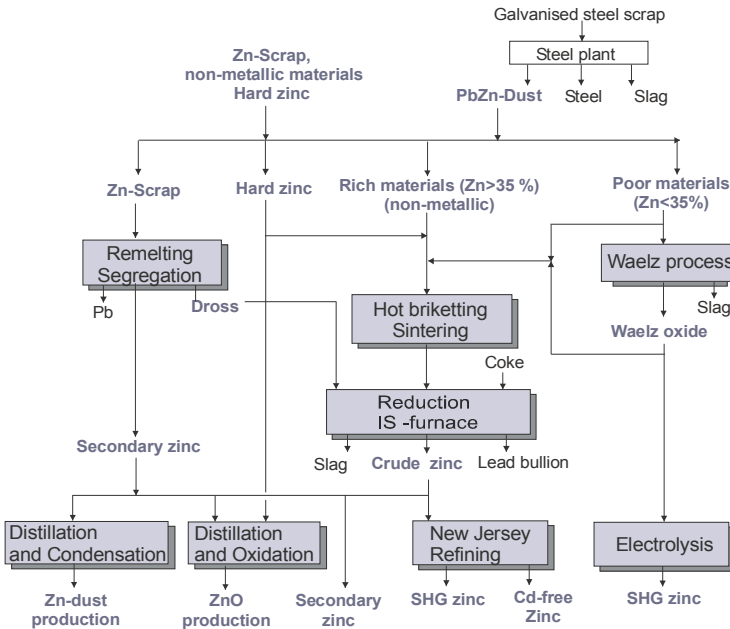 Galvanised steel scrap
Steel plant
Zn-Scrap,
non-metallic materials
Hard zinc
PbZn-Dust
Steel
Slag
Zn-Scrap
Hard zinc
Rich materials (Zn>35 %)
(non-metallic)
Poor materials
(Zn<35%)
Remelting
Segregation
Waelz process
Pb
Dross
Slag
Hot briketting
Sintering
Waelz oxide
Coke
Reduction
IS -furnace
Secondary zinc
Slag
Crude zinc
Lead bullion
Distillation
and Condensation
Distillation
and Oxidation
New Jersey
Refining
Electrolysis
Zn-dust
production
ZnO
production
Secondary
zinc
SHG zinc
Cd-free
Zinc
SHG zinc